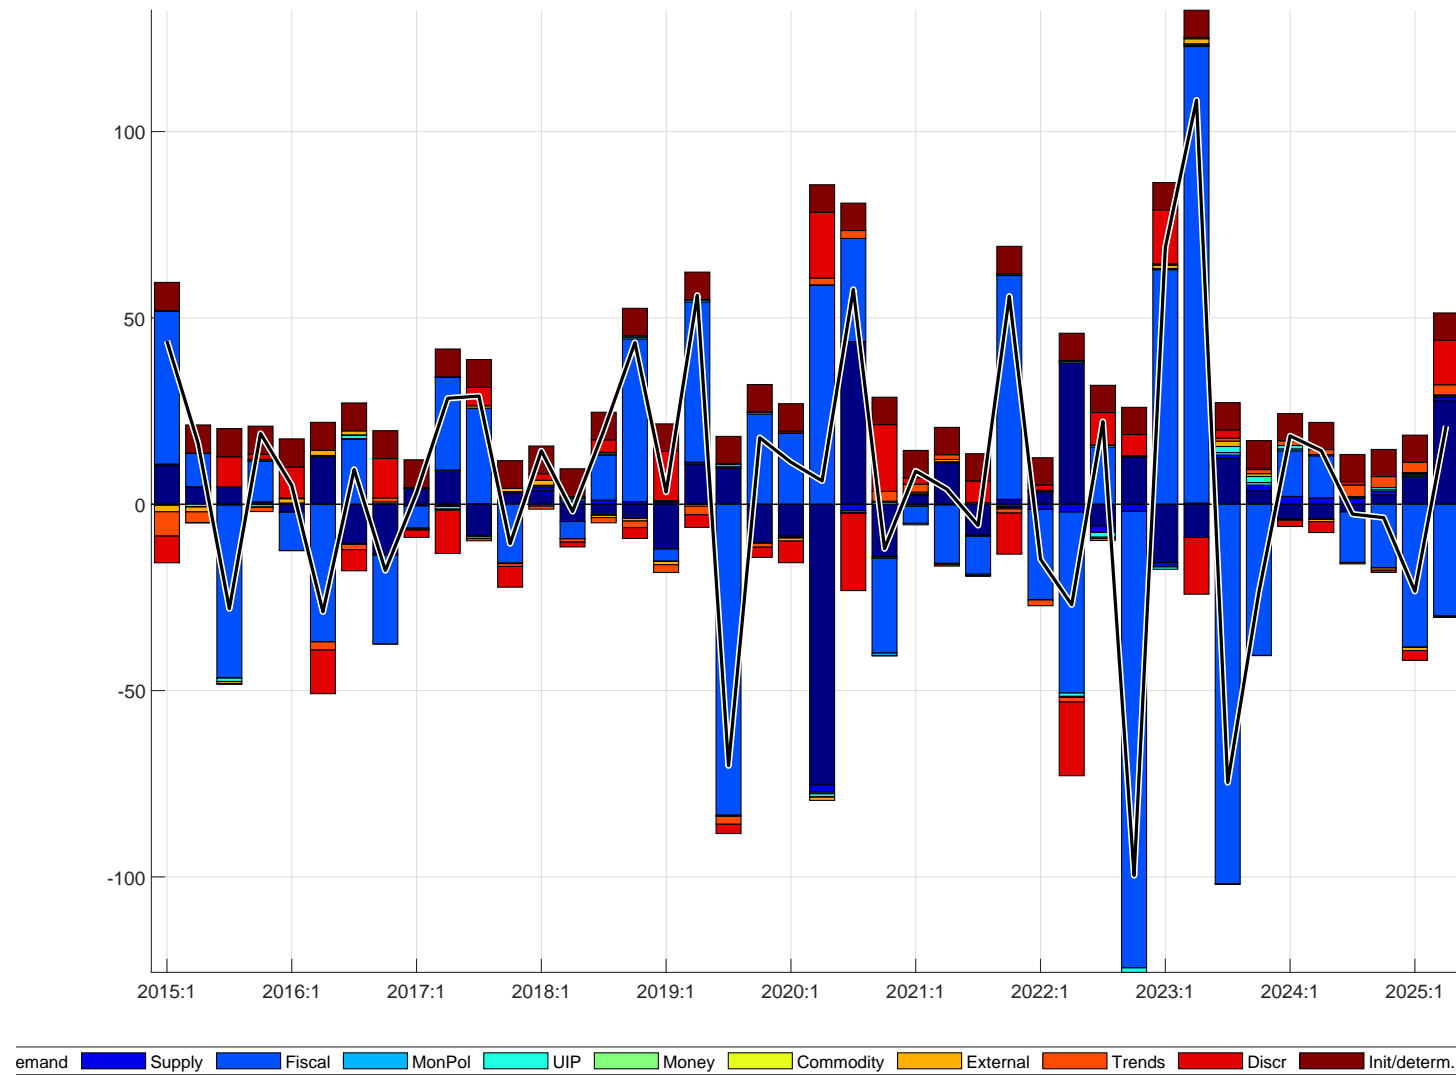 100
50
0
-50
-100
2015:1 2016:1 2017:1 2018:1 2019:1 2020:1 2021:1 2022:1 2023:1 2024:1 2025:1
emand Supply Fiscal MonPol UIP Money Commodity External Trends Discr Init/determ.